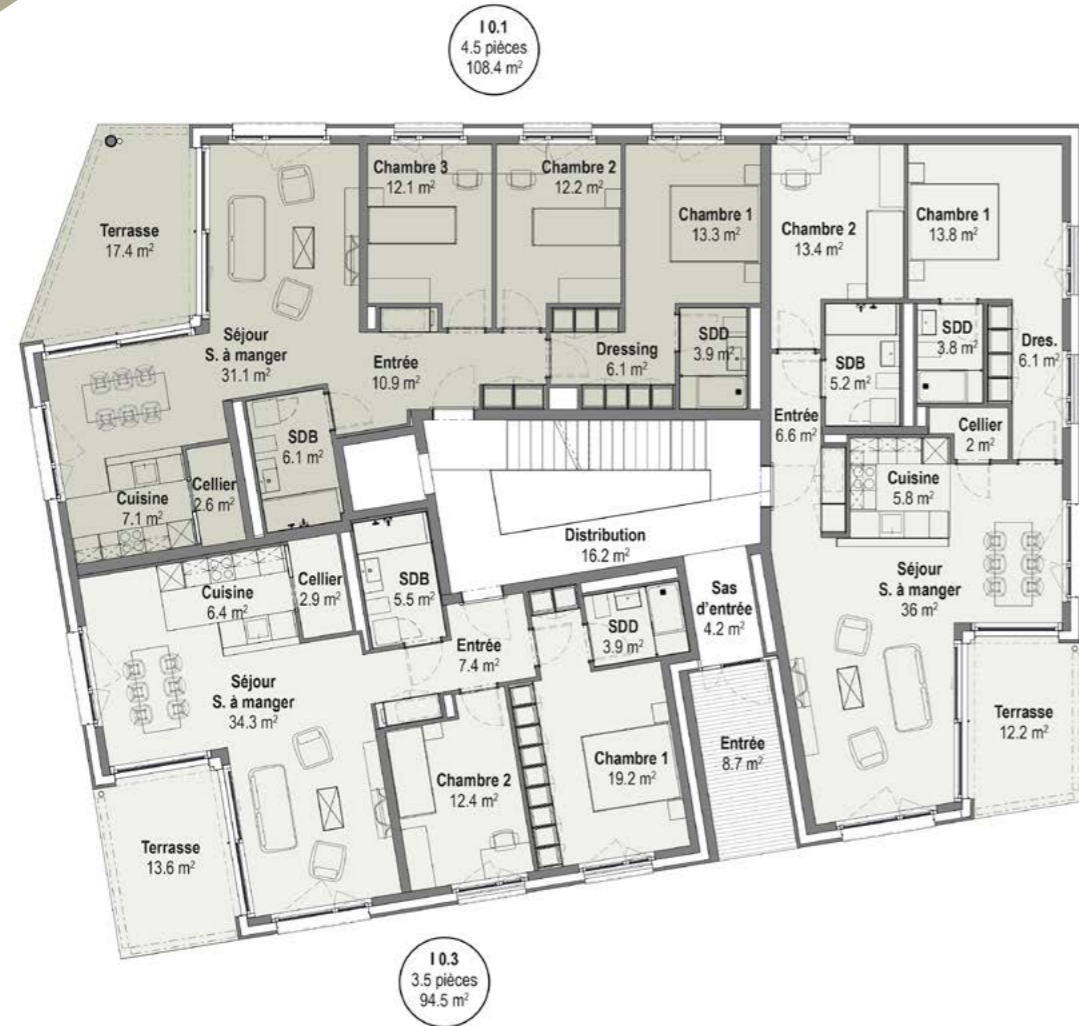 I 0.1
4.5 pièces
108.4 m²
Terrasse
17.4 m²
Séjour
S. à manger
31.1 m²
Chambre 3
12.1 m²
Chambre 2
12.2 m²
Chambre 1
13.3 m²
Entrée
10.9 m²
Dressing
6.1 m²
SDD
3.9 m²
SDB
6.1 m²
Cuisine
7.1 m²
Cellier
2.6 m²
Chambre 2
13.4 m²
Chambre 1
13.8 m²
SDB
5.2 m²
SDD
3.8 m²
Dres.
6.1 m²
Entrée
6.6 m²
Cellier
2 m²
Cuisine
5.8 m²
Séjour
S. à manger
36 m²
Terrasse
12.2 m²
Distribution
16.2 m²
Sas
d'entrée
4.2 m²
Entrée
8.7 m²
Cuisine
6.4 m²
Cellier
2.9 m²
SDB
5.5 m²
Entrée
7.4 m²
SDD
3.9 m²
Séjour
S. à manger
34.3 m²
Chambre 2
12.4 m²
Chambre 1
19.2 m²
Terrasse
13.6 m²
I 0.3
3.5 pièces
94.5 m²